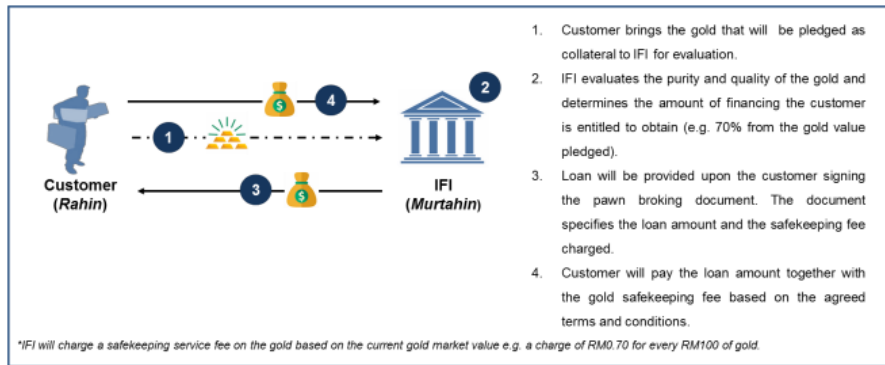 4
2
1
3
Customer
(Rahin)
IFI
(Murtahin)
1. Customer brings the gold that will be pledged as
collateral to IFI for evaluation.
2. IFI evaluates the purity and quality of the gold and
determines the amount of financing the customer
is entitled to obtain (e.g. 70% from the gold value
pledged).
3. Loan will be provided upon the customer signing
the pawn broking document. The document
specifies the loan amount and the safekeeping fee
charged.
4. Customer will pay the loan amount together with
the gold safekeeping fee based on the agreed
terms and conditions.
*IFI will charge a safekeeping service fee on the gold based on the current gold market value e.g. a charge of RM0.70 for every RM100 of gold.